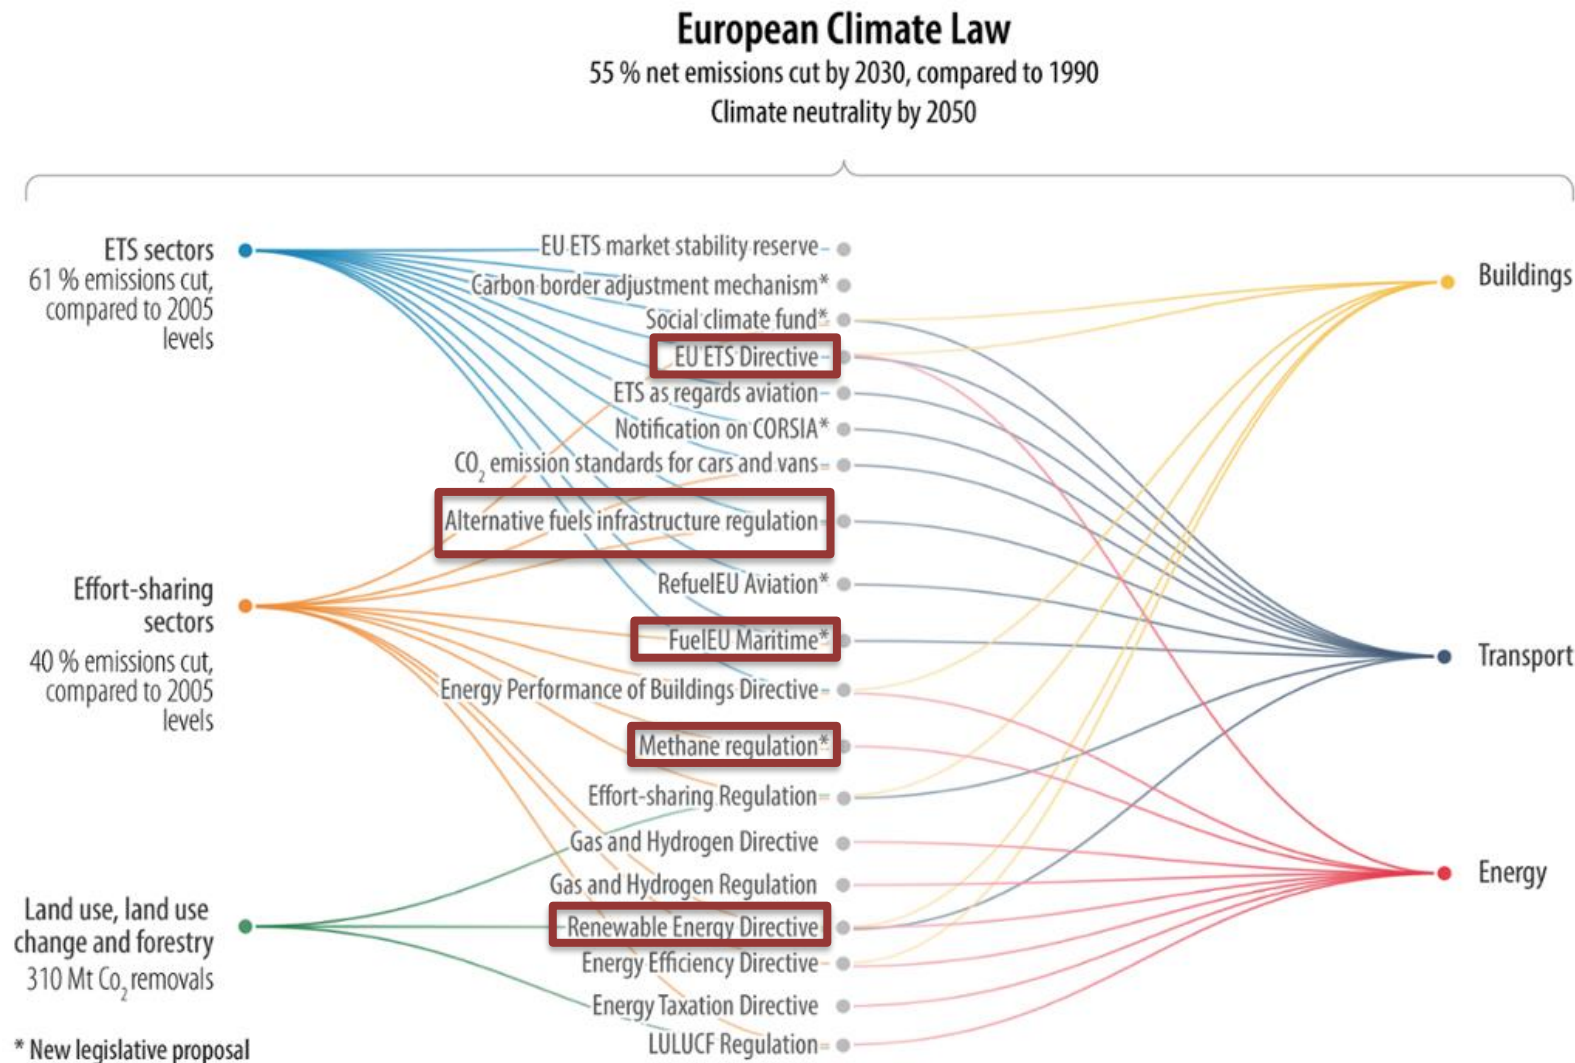 European Climate Law
55 % net emissions cut by 2030, compared to 1990
Climate neutrality by 2050
ETS sectors
61 % emissions cut,
compared to 2005
levels
Effort-sharing
sectors
40 % emissions cut,
compared to 2005
levels
Land use, land use
change and forestry
310 Mt Co₂ removals
* New legislative proposal
EU ETS market stability reserve
Carbon border adjustment mechanism*
Social climate fund*
EU ETS Directive
ETS as regards aviation
Notification on CORSIA*
CO₂ emission standards for cars and vans
Alternative fuels infrastructure regulation
RefuelEU Aviation*
FuelEU Maritime*
Energy Performance of Buildings Directive
Methane regulation*
Effort-sharing Regulation
Gas and Hydrogen Directive
Gas and Hydrogen Regulation
Renewable Energy Directive
Energy Efficiency Directive
Energy Taxation Directive
LULUCF Regulation
Buildings
Transport
Energy